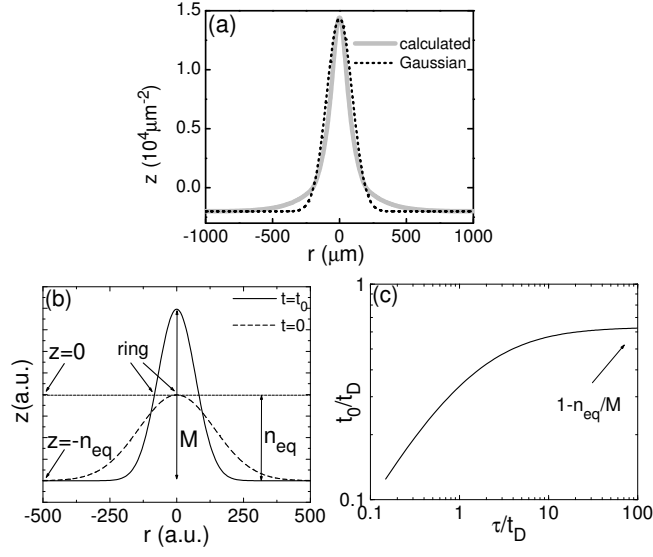 (a)
calculated
Gaussian
z (10⁴μm⁻²)
1.5
1.0
0.5
0.0
-1000 -500 0 500 1000
r (μm)
(b)
t=t₀
t=0
z=0
ring
z=-n_eq
M
n_eq
z(a.u.)
-500 -250 0 250 500
r (a.u.)
(c)
1
t₀/t_D
1-n_eq/M
0.1
0.1 1 10 100
τ/t_D